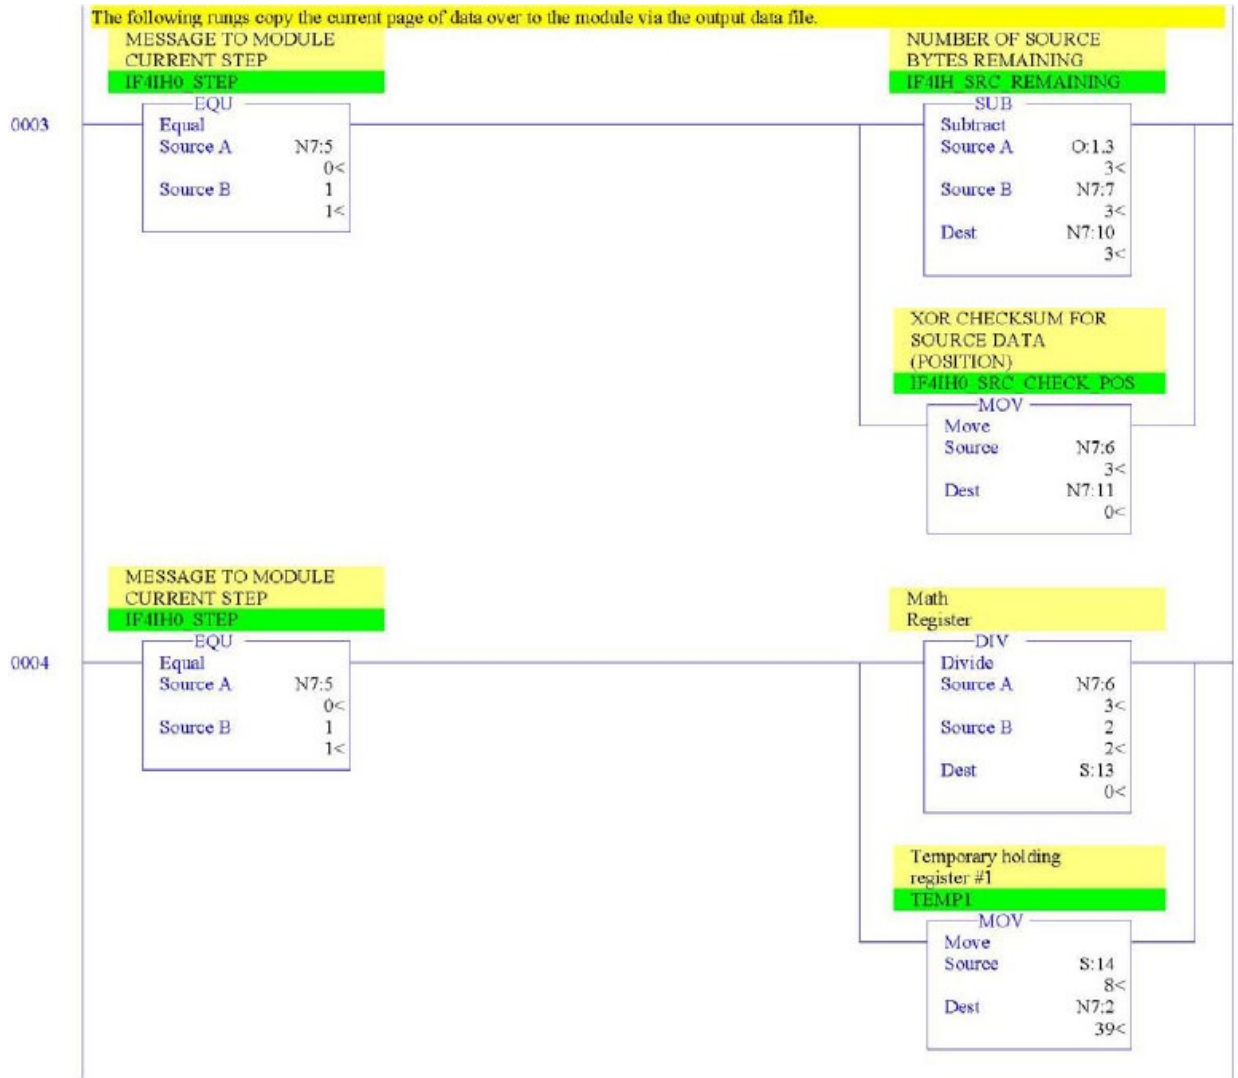 The following rungs copy the current page of data over to the module via the output data file.
MESSAGE TO MODULE
CURRENT STEP
IF4IH0_STEP
EQU
0003
Equal
Source A N7:5
0<
Source B 1
1<
NUMBER OF SOURCE
BYTES REMAINING
IF4IH_SRC_REMAINING
SUB
Subtract
Source A O:1.3
3<
Source B N7:7
3<
Dest N7:10
3<
XOR CHECKSUM FOR
SOURCE DATA
(POSITION)
IF4IH0_SRC_CHECK_POS
MOV
Move
Source N7:6
3<
Dest N7:11
0<
MESSAGE TO MODULE
CURRENT STEP
IF4IH0_STEP
EQU
0004
Equal
Source A N7:5
0<
Source B 1
1<
Math
Register
DIV
Divide
Source A N7:6
3<
Source B 2
2<
Dest S:13
0<
Temporary holding
register #1
TEMP1
MOV
Move
Source S:14
8<
Dest N7:2
39<